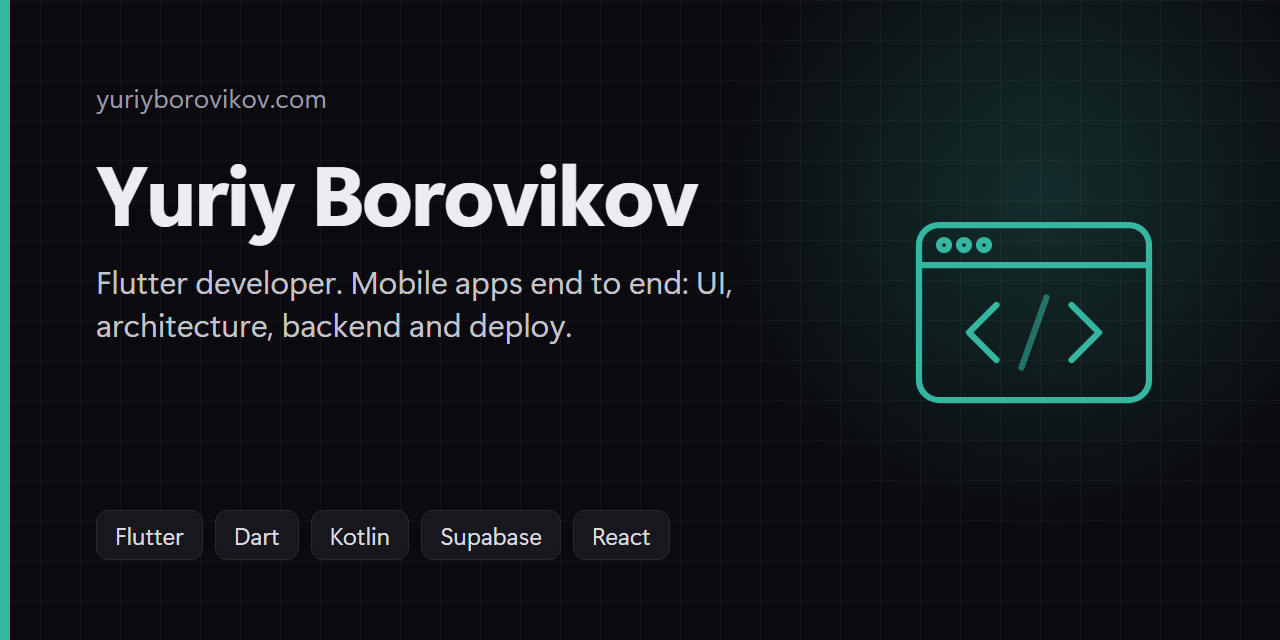 yuriyborovikov.com
Yuriy Borovikov
Flutter developer. Mobile apps end to end: UI,
architecture, backend and deploy.
Flutter Dart Kotlin Supabase React